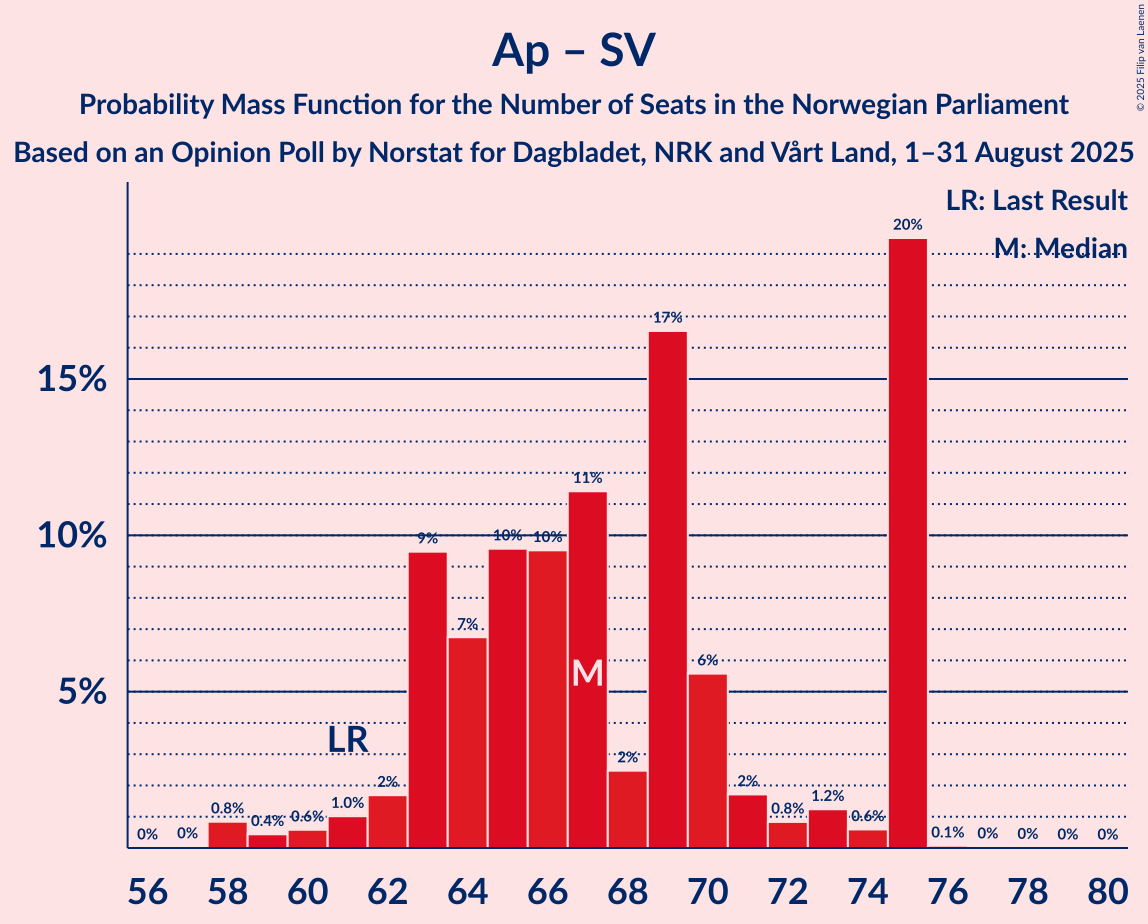 Ap – SV
Probability Mass Function for the Number of Seats in the Norwegian Parliament
Based on an Opinion Poll by Norstat for Dagbladet, NRK and Vårt Land, 1–31 August 2025
© 2025 Filip van Laenen
LR: Last Result
M: Median
15%
10%
5%
0% 0% 0.8% 0.4% 0.6% 1.0% 2% 9% 7% 10% 10% 11% 2% 17% 6% 2% 0.8% 1.2% 0.6% 20% 0.1% 0% 0% 0% 0%
LR
M
56 58 60 62 64 66 68 70 72 74 76 78 80